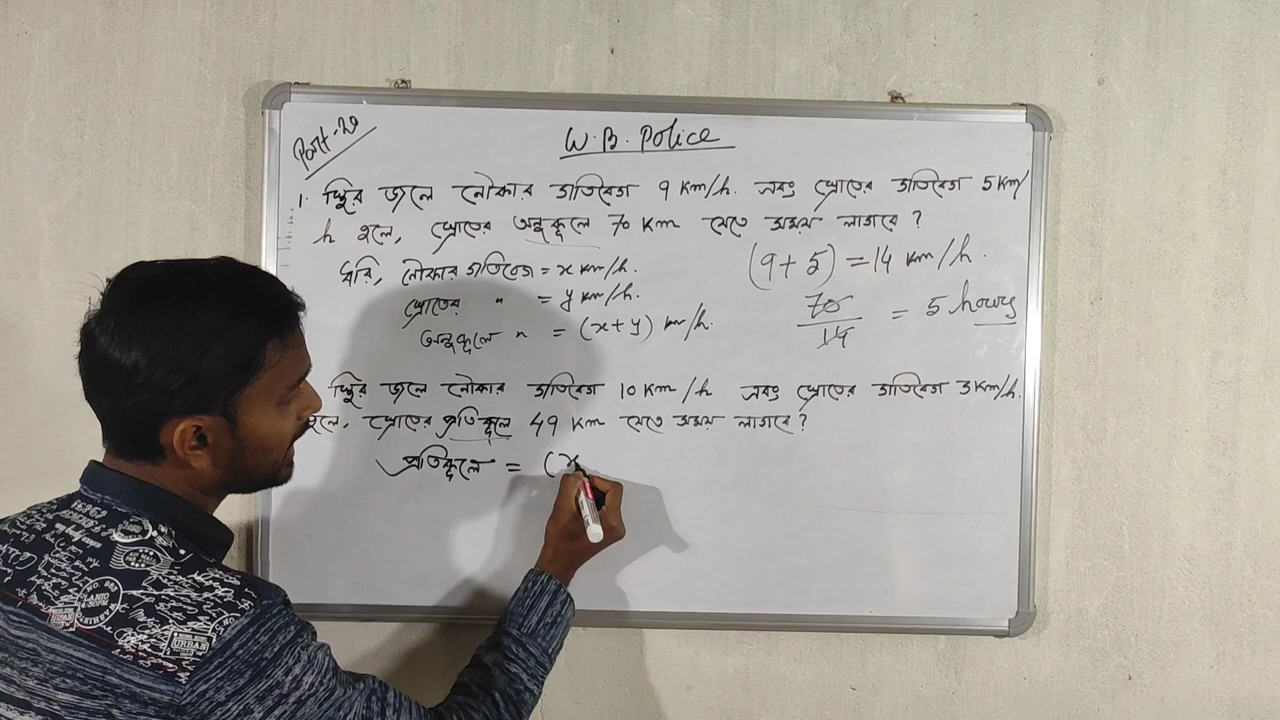 Part-20
W.B. Police
1. স্থির জলে নৌকার গতিবেগ 9 Km/h. এবং স্রোতের গতিবেগ 5 Km/
h হলে, স্রোতের অনুকূলে 70 Km যেতে সময় লাগবে ?
ধরি, নৌকার গতিবেগ = x km/h.
স্রোতের " = y km/h.
অনুকূলে " = (x+y) km/h.
(9+5) = 14 km/h.
70/14 = 5 hours
স্থির জলে নৌকার গতিবেগ 10 Km/h এবং স্রোতের গতিবেগ 3 Km/h.
হলে, স্রোতের প্রতিকূলে 49 Km যেতে সময় লাগবে ?
প্রতিকূলে = (x
URBAN